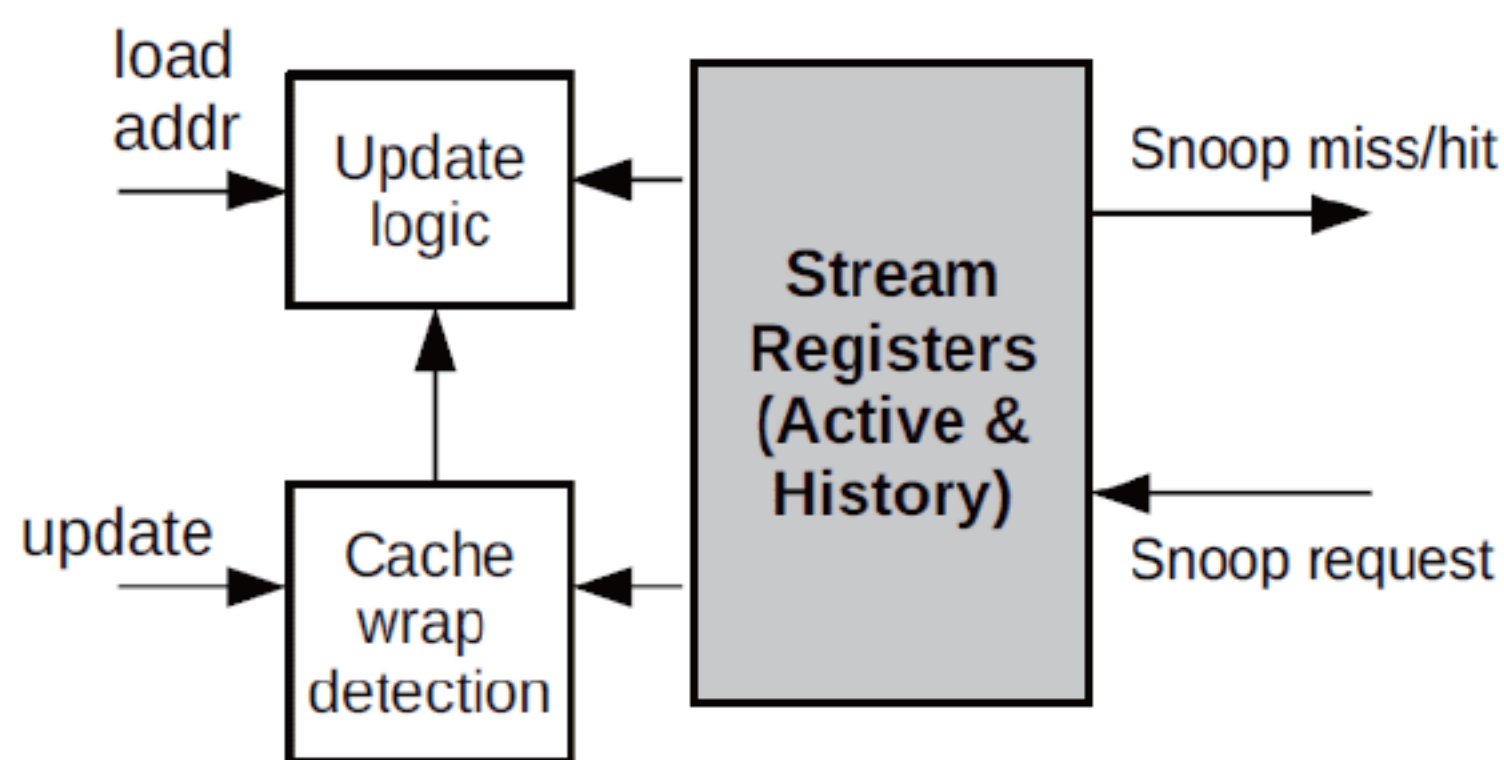 load
addr
Update
logic
Snoop miss/hit
Stream
Registers
(Active &
History)
update
Cache
wrap
detection
Snoop request